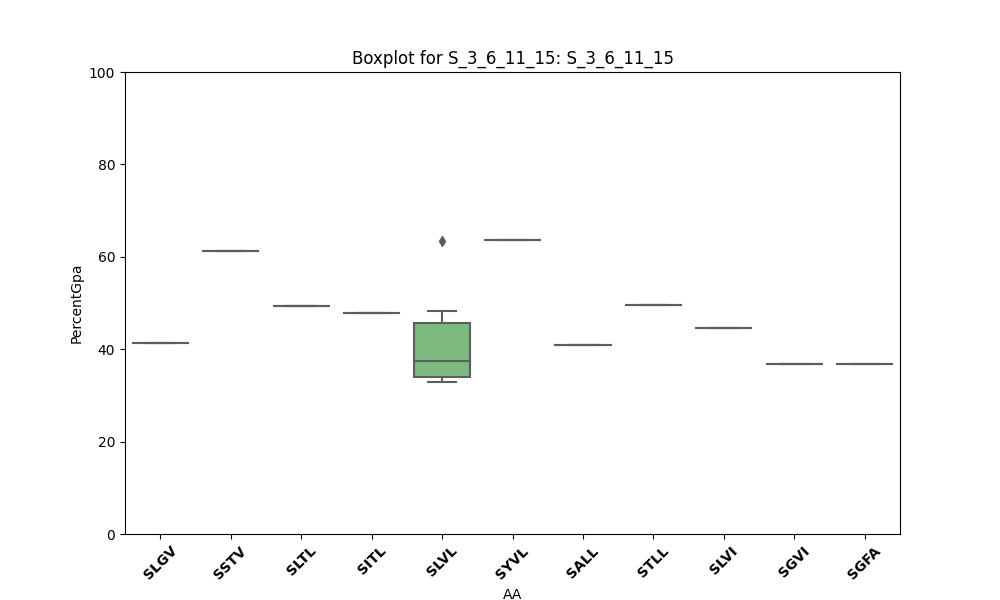 Boxplot for S_3_6_11_15: S_3_6_11_15
100
80
60
40
20
0
PercentGpa
SLGV
SSTV
SLTL
SITL
SLVL
SYVL
SALL
STLL
SLVI
SGVI
SGFA
AA